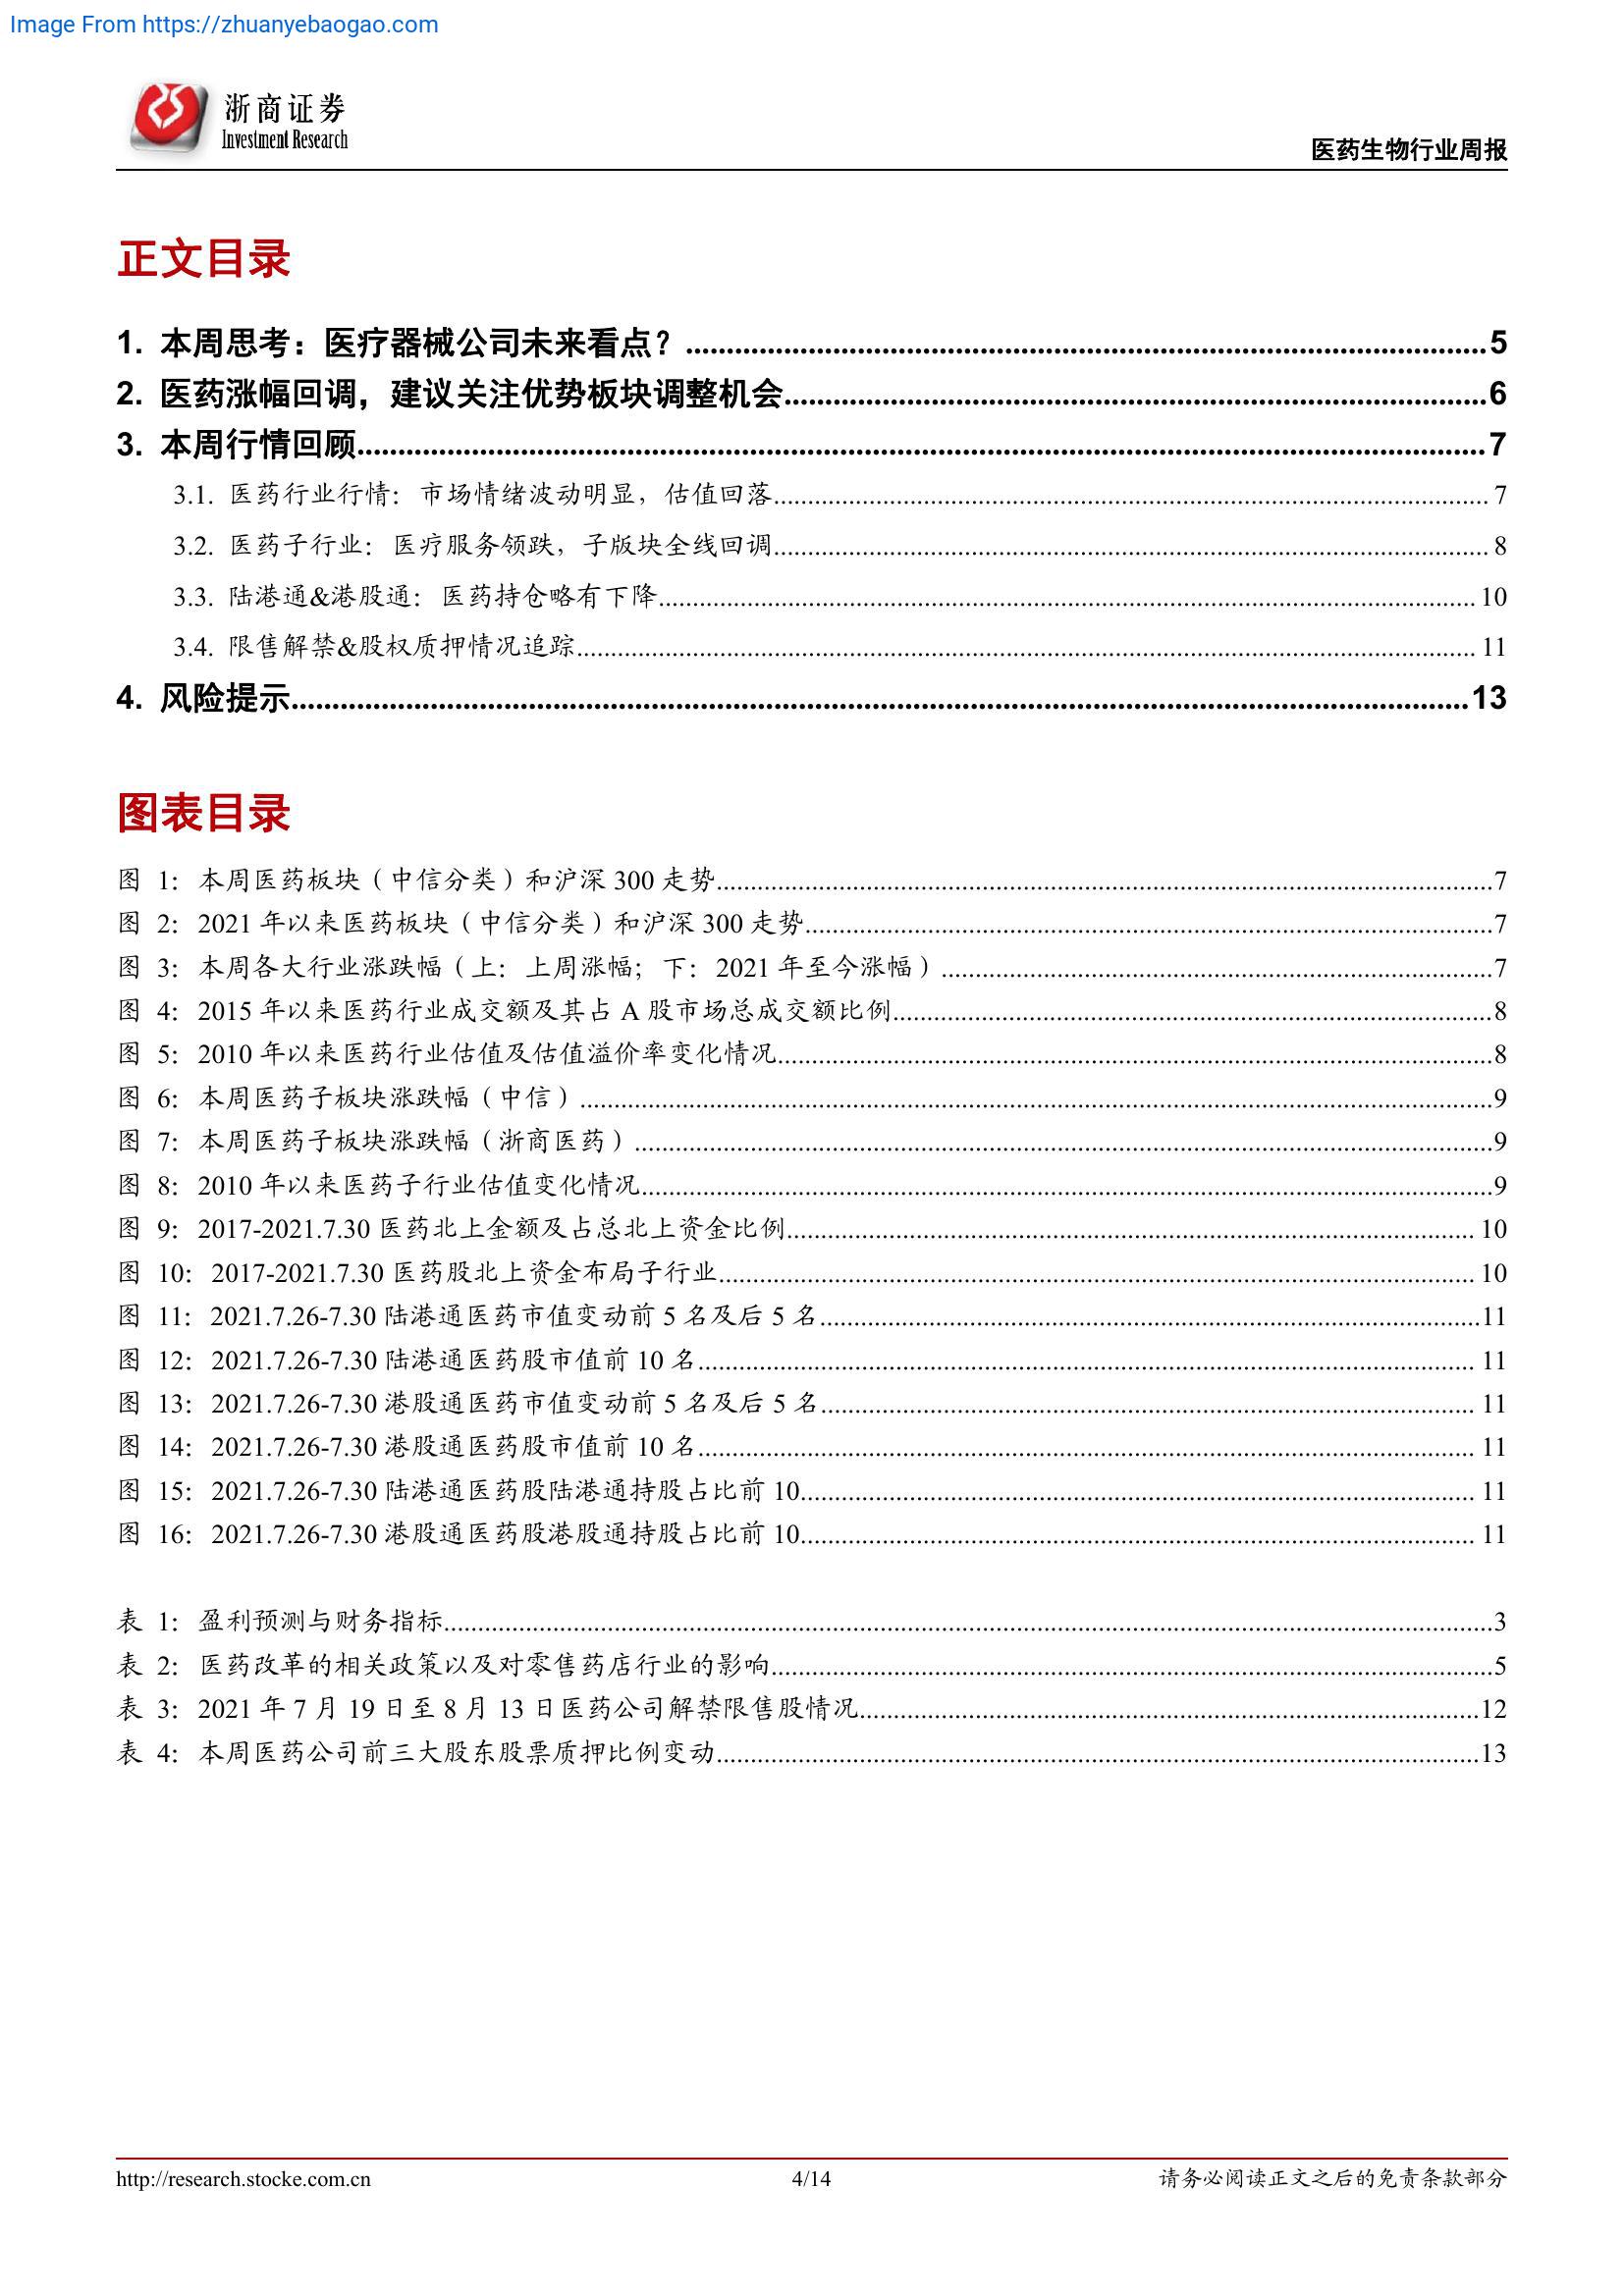 Image From https://zhuanyebaogao.com
浙商证券
Investment Research
医药生物行业周报
正文目录
1. 本周思考：医疗器械公司未来看点？ 5
2. 医药涨幅回调，建议关注优势板块调整机会 6
3. 本周行情回顾 7
3.1. 医药行业行情：市场情绪波动明显，估值回落 7
3.2. 医药子行业：医疗服务领跌，子版块全线回调 8
3.3. 陆港通&港股通：医药持仓略有下降 10
3.4. 限售解禁&股权质押情况追踪 11
4. 风险提示 13
图表目录
图 1：本周医药板块（中信分类）和沪深 300 走势 7
图 2：2021 年以来医药板块（中信分类）和沪深 300 走势 7
图 3：本周各大行业涨跌幅（上：上周涨幅；下：2021 年至今涨幅） 7
图 4：2015 年以来医药行业成交额及其占 A 股市场总成交额比例 8
图 5：2010 年以来医药行业估值及估值溢价率变化情况 8
图 6：本周医药子板块涨跌幅（中信） 9
图 7：本周医药子板块涨跌幅（浙商医药） 9
图 8：2010 年以来医药子行业估值变化情况 9
图 9：2017-2021.7.30 医药北上金额及占总北上资金比例 10
图 10：2017-2021.7.30 医药股北上资金布局子行业 10
图 11：2021.7.26-7.30 陆港通医药市值变动前 5 名及后 5 名 11
图 12：2021.7.26-7.30 陆港通医药股市值前 10 名 11
图 13：2021.7.26-7.30 港股通医药市值变动前 5 名及后 5 名 11
图 14：2021.7.26-7.30 港股通医药股市值前 10 名 11
图 15：2021.7.26-7.30 陆港通医药股陆港通持股占比前 10 11
图 16：2021.7.26-7.30 港股通医药股港股通持股占比前 10 11
表 1：盈利预测与财务指标 3
表 2：医药改革的相关政策以及对零售药店行业的影响 5
表 3：2021 年 7 月 19 日至 8 月 13 日医药公司解禁限售股情况 12
表 4：本周医药公司前三大股东股票质押比例变动 13
http://research.stocke.com.cn 4/14 请务必阅读正文之后的免责条款部分